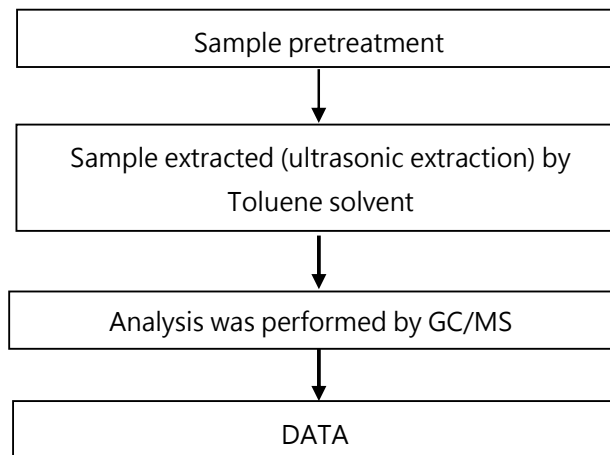 Sample pretreatment
Sample extracted (ultrasonic extraction) by
Toluene solvent
Analysis was performed by GC/MS
DATA